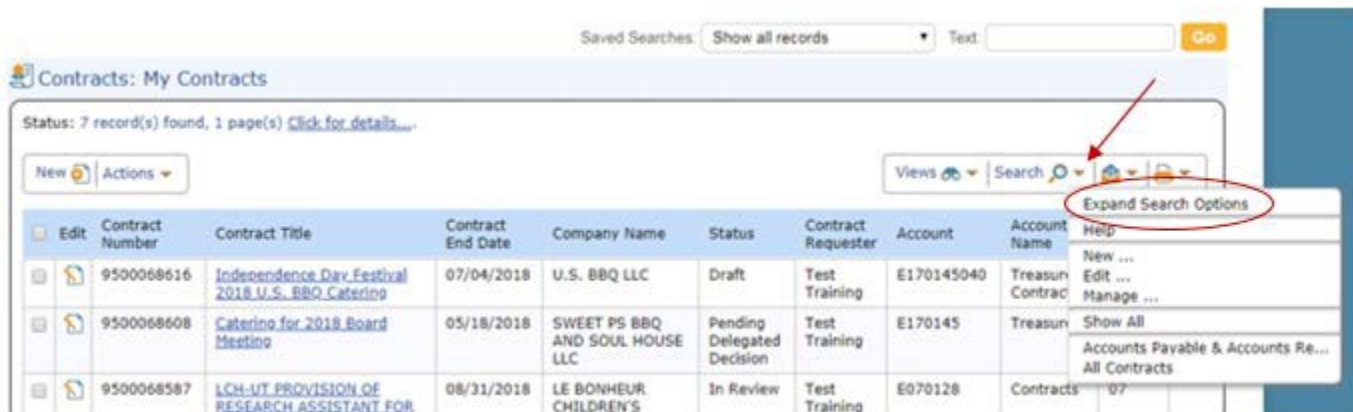 Saved Searches Show all records Text Go
Contracts: My Contracts
Status: 7 record(s) found, 1 page(s) Click for details....
New Actions Views Search
Expand Search Options
Help
New ...
Edit ...
Manage ...
Show All
Accounts Payable & Accounts Re...
All Contracts
Edit Contract Number Contract Title Contract End Date Company Name Status Contract Requester Account Account Name
9500068616 Independence Day Festival 2018 U.S. BBQ Catering 07/04/2018 U.S. BBQ LLC Draft Test Training E170145040 Treasur Contrac
9500068608 Catering for 2018 Board Meeting 05/18/2018 SWEET PS BBQ AND SOUL HOUSE LLC Pending Delegated Decision Test Training E170145 Treasur
9500068587 LCH-UT PROVISION OF RESEARCH ASSISTANT FOR 08/31/2018 LE BONHEUR CHILDREN'S In Review Test Training E070128 Contracts 07